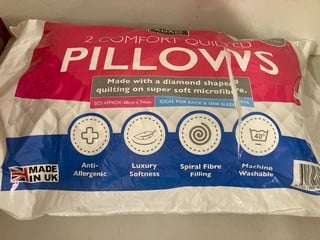 2 COMFORT QUILTED
PILLOWS
Made with a diamond shaped
quilting on super soft microfibre.
IDEAL FOR BACK & SIDE SLEEPERS
40°
Anti-
Allergenic
Luxury
Softness
Spiral Fibre
Filling
Machine
Washable
MADE
IN UK